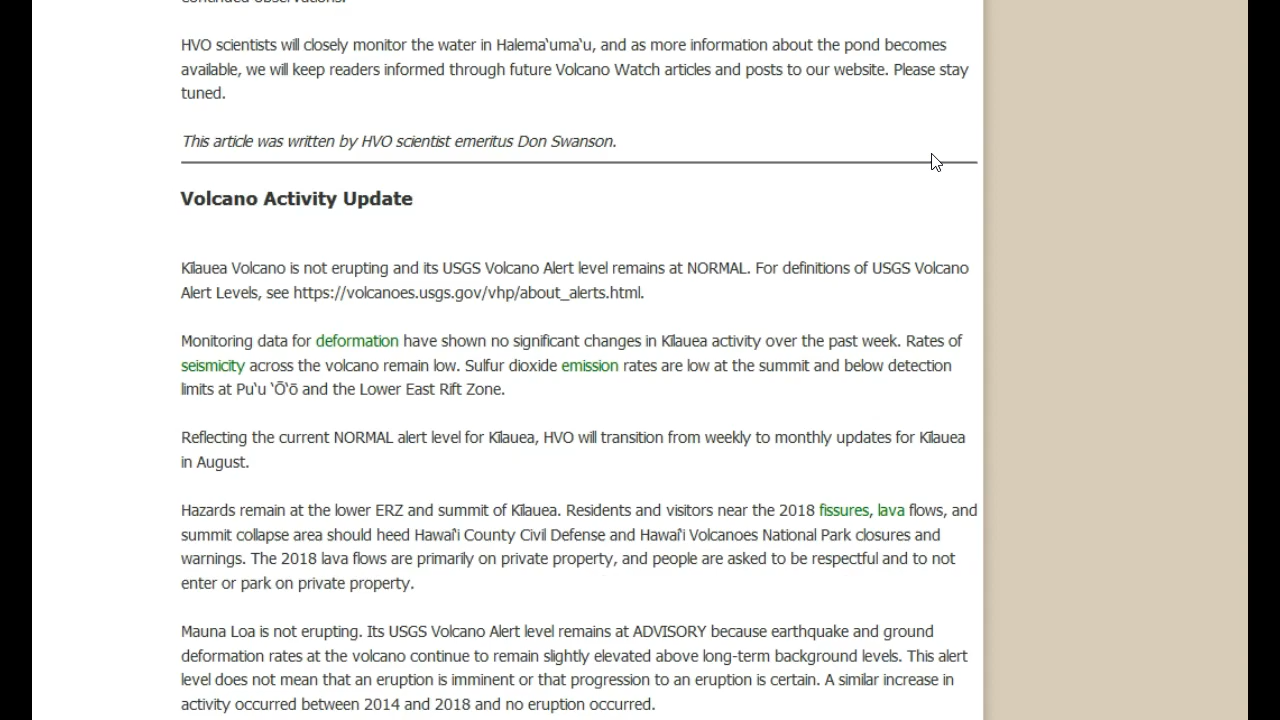 continued observations.
HVO scientists will closely monitor the water in Halemaʻumaʻu, and as more information about the pond becomes
available, we will keep readers informed through future Volcano Watch articles and posts to our website. Please stay
tuned.
This article was written by HVO scientist emeritus Don Swanson.
Volcano Activity Update
Kīlauea Volcano is not erupting and its USGS Volcano Alert level remains at NORMAL. For definitions of USGS Volcano
Alert Levels, see https://volcanoes.usgs.gov/vhp/about_alerts.html.
Monitoring data for deformation have shown no significant changes in Kīlauea activity over the past week. Rates of
seismicity across the volcano remain low. Sulfur dioxide emission rates are low at the summit and below detection
limits at Puʻu ʻŌʻō and the Lower East Rift Zone.
Reflecting the current NORMAL alert level for Kīlauea, HVO will transition from weekly to monthly updates for Kīlauea
in August.
Hazards remain at the lower ERZ and summit of Kīlauea. Residents and visitors near the 2018 fissures, lava flows, and
summit collapse area should heed Hawaiʻi County Civil Defense and Hawaiʻi Volcanoes National Park closures and
warnings. The 2018 lava flows are primarily on private property, and people are asked to be respectful and to not
enter or park on private property.
Mauna Loa is not erupting. Its USGS Volcano Alert level remains at ADVISORY because earthquake and ground
deformation rates at the volcano continue to remain slightly elevated above long-term background levels. This alert
level does not mean that an eruption is imminent or that progression to an eruption is certain. A similar increase in
activity occurred between 2014 and 2018 and no eruption occurred.